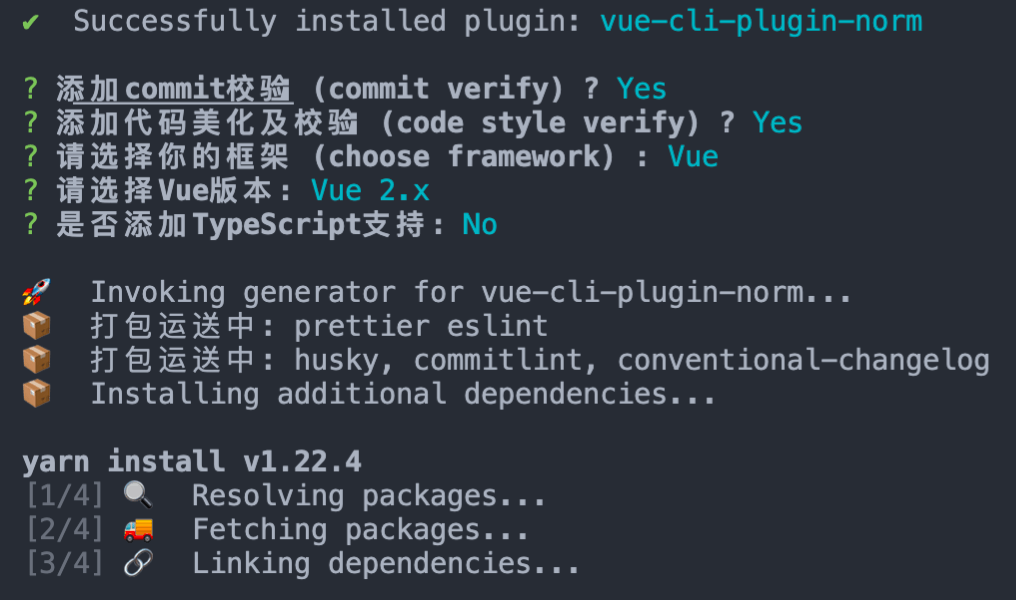 ✔ Successfully installed plugin: vue-cli-plugin-norm
? 添加commit校验 (commit verify) ? Yes
? 添加代码美化及校验 (code style verify) ? Yes
? 请选择你的框架 (choose framework) : Vue
? 请选择Vue版本: Vue 2.x
? 是否添加TypeScript支持: No
🚀 Invoking generator for vue-cli-plugin-norm...
📦 打包运送中: prettier eslint
📦 打包运送中: husky, commitlint, conventional-changelog
📦 Installing additional dependencies...
yarn install v1.22.4
[1/4] 🔍 Resolving packages...
[2/4] 🚚 Fetching packages...
[3/4] 🔗 Linking dependencies...